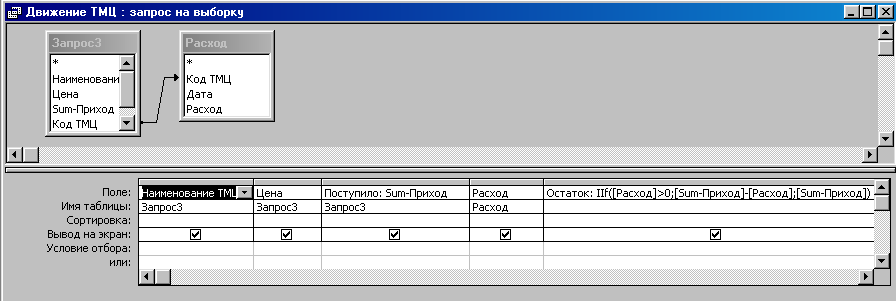 Движение ТМЦ : запрос на выборку
Запрос3
*
Наименовани
Цена
Sum-Приход
Код ТМЦ
Расход
*
Код ТМЦ
Дата
Расход
Поле: Наименование ТМЦ Цена Поступило: Sum-Приход Расход Остаток: IIf([Расход]>0;[Sum-Приход]-[Расход];[Sum-Приход])
Имя таблицы: Запрос3 Запрос3 Запрос3 Расход
Сортировка:
Вывод на экран:
Условие отбора:
или: